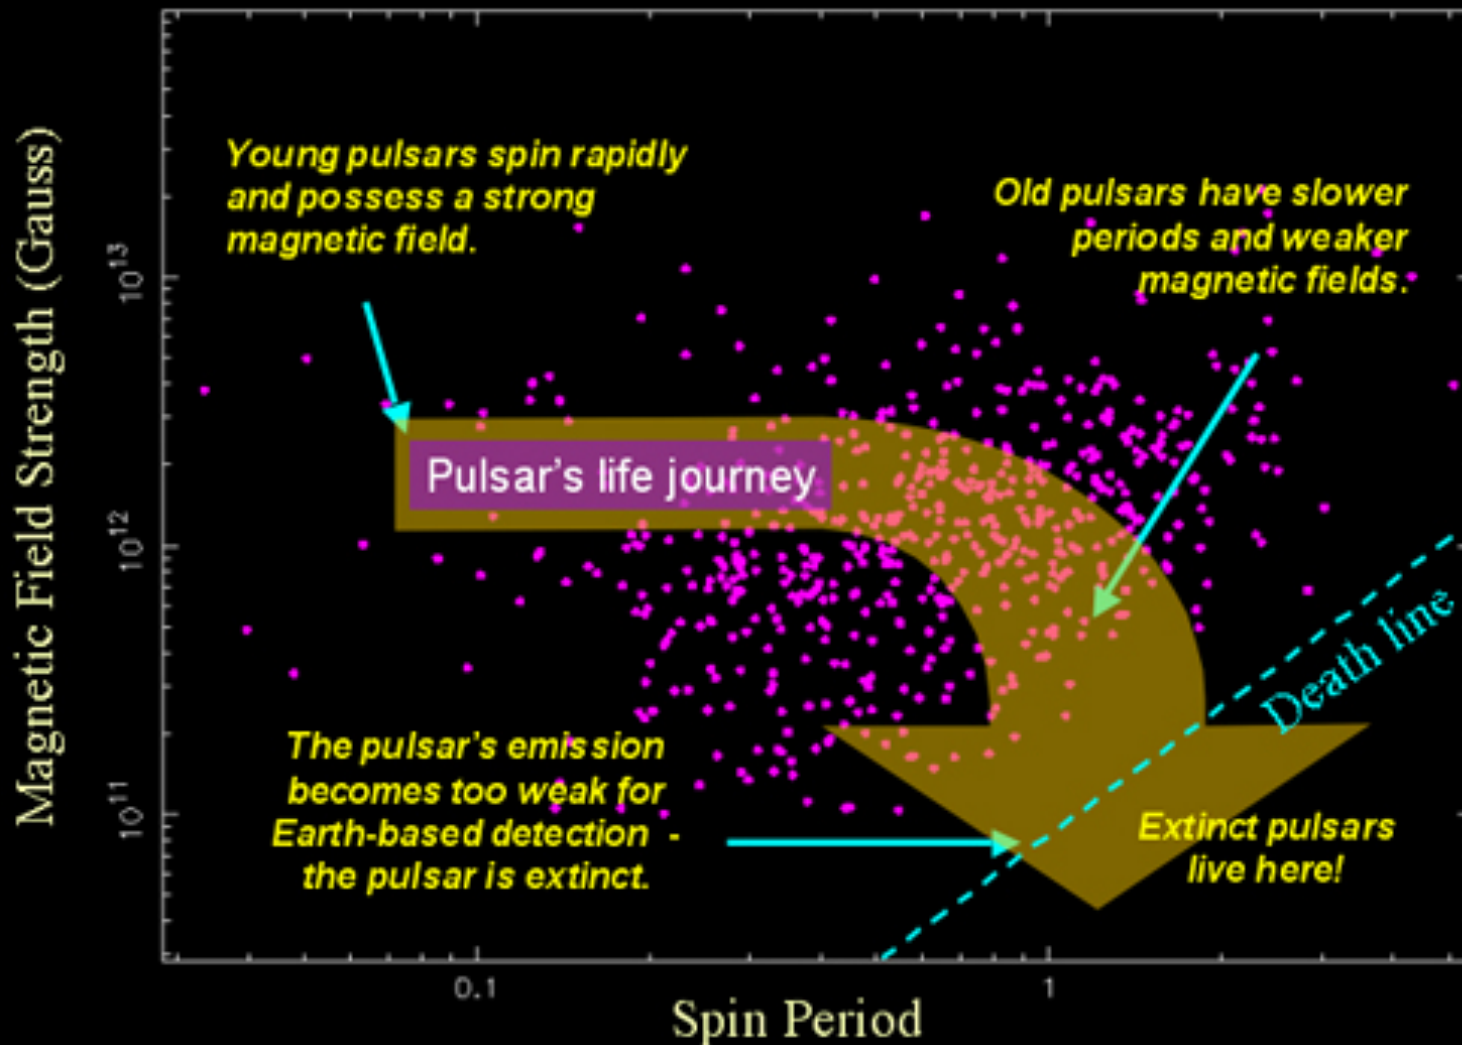 Young pulsars spin rapidly
and possess a strong
magnetic field.
Old pulsars have slower
periods and weaker
magnetic fields.
Pulsar's life journey
The pulsar's emission
becomes too weak for
Earth-based detection -
the pulsar is extinct.
Death line
Extinct pulsars
live here!
Magnetic Field Strength (Gauss)
10¹³
10¹²
10¹¹
0.1
1
Spin Period